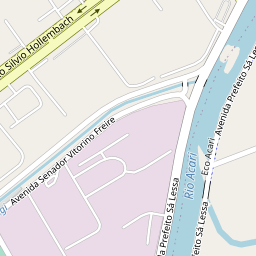 o Silvio Hollembach
Avenida Senador Vitorino Freire
Rio Acari
Eco Acari
Avenida Prefeito Sá Lessa
Prefeito Sá Lessa
Prefeito Sá Lessa